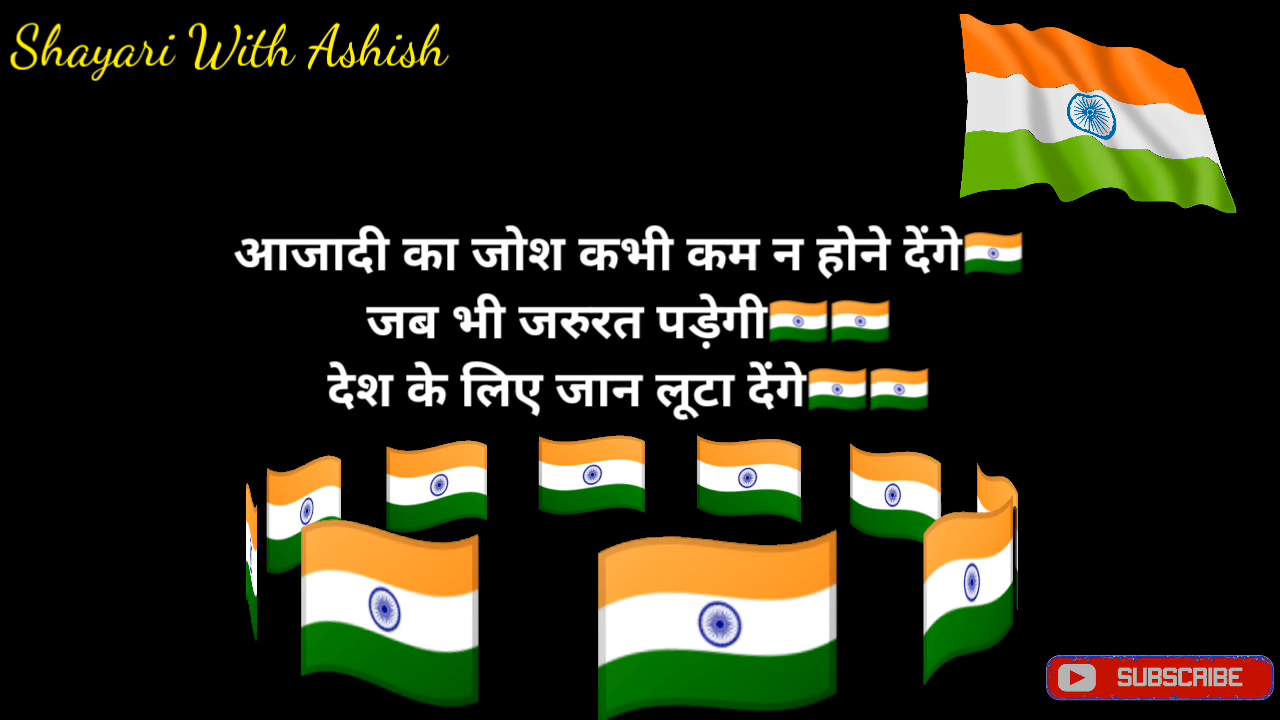 Shayari With Ashish
आजादी का जोश कभी कम न होने देंगे🇮🇳
जब भी जरुरत पड़ेगी🇮🇳🇮🇳
देश के लिए जान लूटा देंगे🇮🇳🇮🇳
SUBSCRIBE